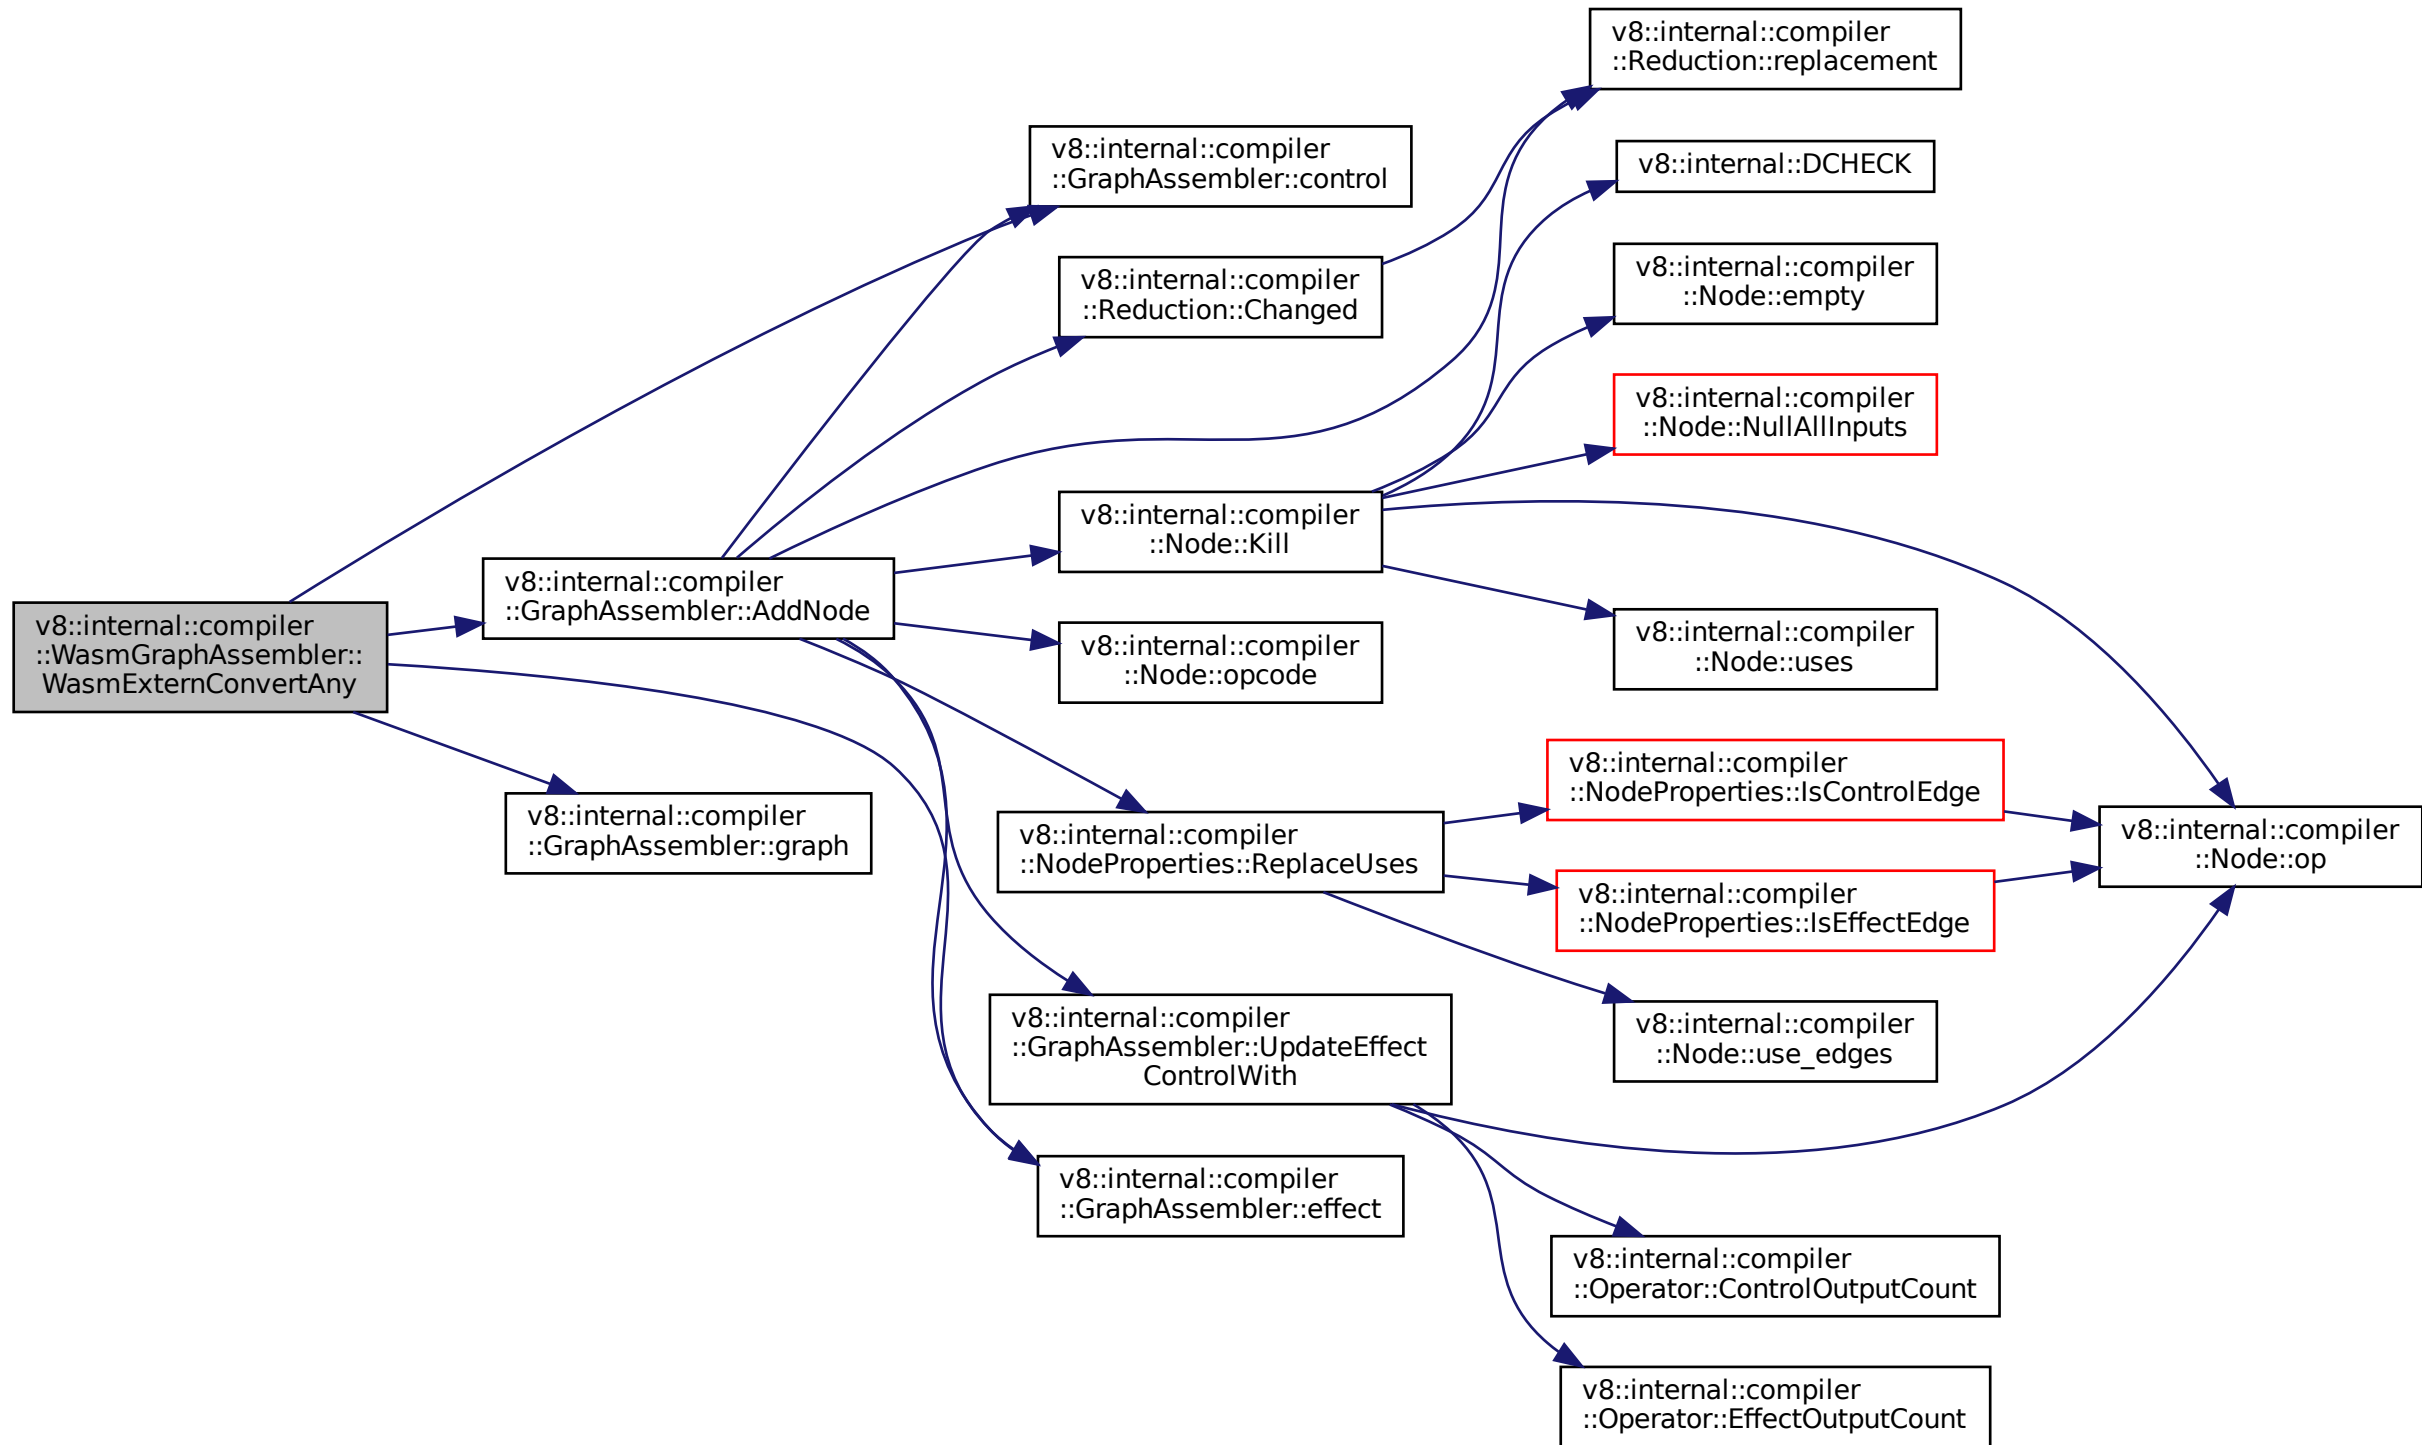 v8::internal::compiler
::Reduction::replacement
v8::internal::compiler
::GraphAssembler::control
v8::internal::DCHECK
v8::internal::compiler
::Node::empty
v8::internal::compiler
::Reduction::Changed
v8::internal::compiler
::Node::NullAllInputs
v8::internal::compiler
::Node::Kill
v8::internal::compiler
::GraphAssembler::AddNode
v8::internal::compiler
::WasmGraphAssembler::
WasmExternConvertAny
v8::internal::compiler
::Node::opcode
v8::internal::compiler
::Node::uses
v8::internal::compiler
::NodeProperties::IsControlEdge
v8::internal::compiler
::GraphAssembler::graph
v8::internal::compiler
::NodeProperties::ReplaceUses
v8::internal::compiler
::Node::op
v8::internal::compiler
::NodeProperties::IsEffectEdge
v8::internal::compiler
::GraphAssembler::UpdateEffect
ControlWith
v8::internal::compiler
::Node::use_edges
v8::internal::compiler
::GraphAssembler::effect
v8::internal::compiler
::Operator::ControlOutputCount
v8::internal::compiler
::Operator::EffectOutputCount